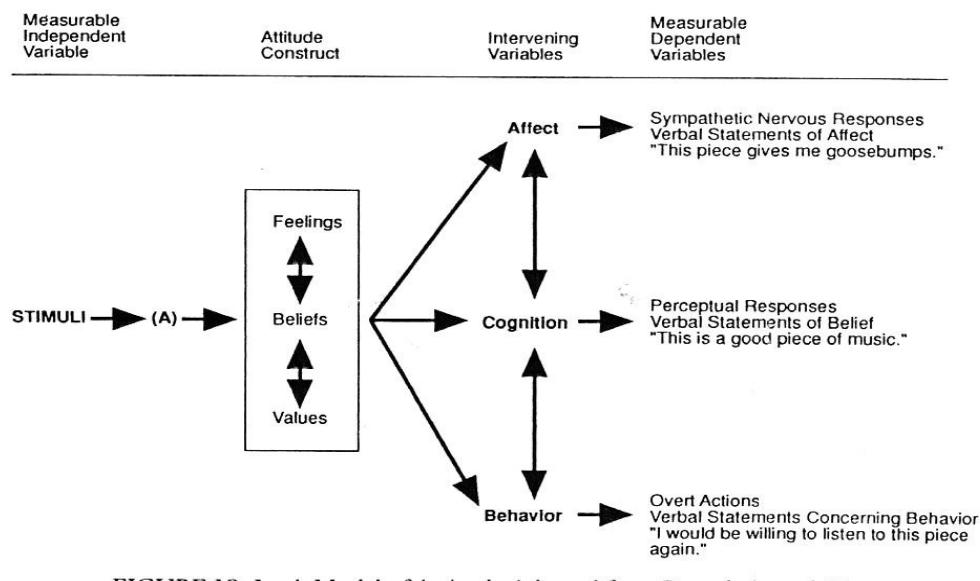 Measurable
Independent
Variable
Attitude
Construct
Intervening
Variables
Measurable
Dependent
Variables
Affect
Sympathetic Nervous Responses
Verbal Statements of Affect
"This piece gives me goosebumps."
Feelings
STIMULI
(A)
Beliefs
Cognition
Perceptual Responses
Verbal Statements of Belief
"This is a good piece of music."
Values
Behavior
Overt Actions
Verbal Statements Concerning Behavior
"I would be willing to listen to this piece
again."